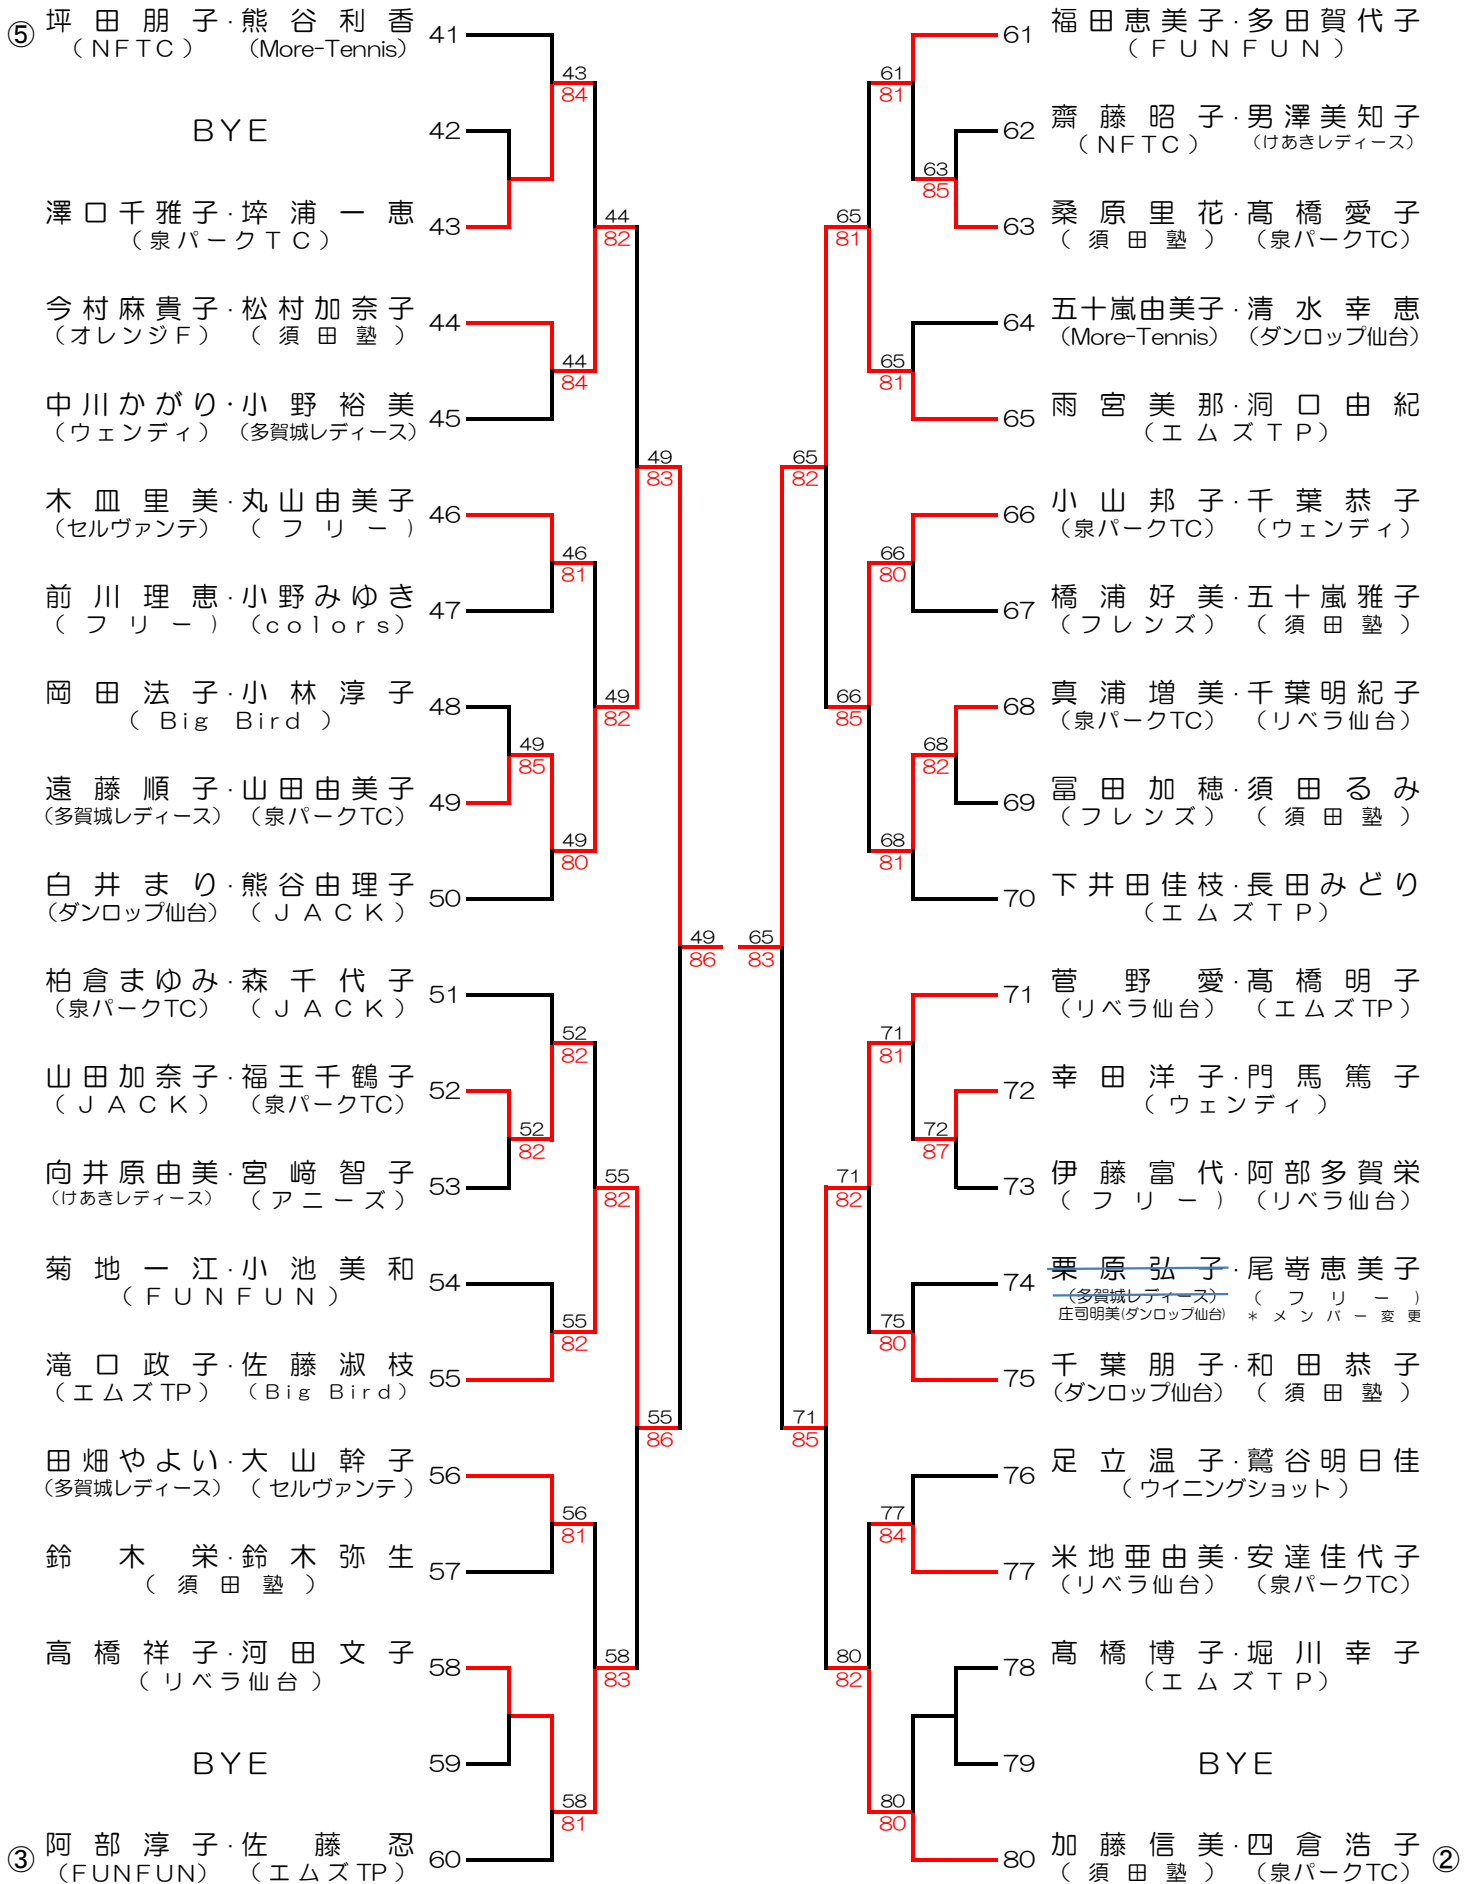 ⑤ 坪田朋子・熊谷利香 41
(NFTC) (More-Tennis)
43
84
BYE 42
澤口千雅子・埣浦一恵 43
(泉パークTC)
44
82
今村麻貴子・松村加奈子 44
(オレンジF) (須田塾)
44
84
中川かがり・小野裕美 45
(ウェンディ) (多賀城レディース)
49
83
木皿里美・丸山由美子 46
(セルヴァンテ) (フリー)
46
81
前川理恵・小野みゆき 47
(フリー) (colors)
岡田法子・小林淳子 48
(Big Bird)
49
82
49
85
遠藤順子・山田由美子 49
(多賀城レディース) (泉パークTC)
49
80
白井まり・熊谷由理子 50
(ダンロップ仙台) (JACK)
49
86
柏倉まゆみ・森千代子 51
(泉パークTC) (JACK)
52
82
山田加奈子・福王千鶴子 52
(JACK) (泉パークTC)
52
82
向井原由美・宮﨑智子 53
(けあきレディース) (アニーズ)
55
82
菊地一江・小池美和 54
(FUNFUN)
55
82
滝口政子・佐藤淑枝 55
(エムズTP) (Big Bird)
55
86
田畑やよい・大山幹子 56
(多賀城レディース) (セルヴァンテ)
56
81
鈴木栄・鈴木弥生 57
(須田塾)
高橋祥子・河田文子 58
(リベラ仙台)
58
83
BYE 59
58
81
③ 阿部淳子・佐藤忍 60
(FUNFUN) (エムズTP)
61 福田恵美子・多田賀代子
(FUNFUN)
61
81
62 齋藤昭子・男澤美知子
(NFTC) (けあきレディース)
63
85
63 桑原里花・髙橋愛子
(須田塾) (泉パークTC)
65
81
64 五十嵐由美子・清水幸恵
(More-Tennis) (ダンロップ仙台)
65
81
65 雨宮美那・洞口由紀
(エムズTP)
65
82
66 小山邦子・千葉恭子
(泉パークTC) (ウェンディ)
66
80
67 橋浦好美・五十嵐雅子
(フレンズ) (須田塾)
66
85
68 真浦増美・千葉明紀子
(泉パークTC) (リベラ仙台)
68
82
69 冨田加穂・須田るみ
(フレンズ) (須田塾)
68
81
70 下井田佳枝・長田みどり
(エムズTP)
65
83
71 菅野愛・髙橋明子
(リベラ仙台) (エムズTP)
71
81
72 幸田洋子・門馬篤子
(ウェンディ)
72
87
73 伊藤富代・阿部多賀栄
(フリー) (リベラ仙台)
71
82
74 栗原弘子・尾嵜恵美子
(多賀城レディース) (フリー)
庄司明美(ダンロップ仙台) *メンバー変更
75
80
75 千葉朋子・和田恭子
(ダンロップ仙台) (須田塾)
71
85
76 足立温子・鷲谷明日佳
(ウイニングショット)
77
84
77 米地亜由美・安達佳代子
(リベラ仙台) (泉パークTC)
78 髙橋博子・堀川幸子
(エムズTP)
80
82
79 BYE
80
80
80 加藤信美・四倉浩子 ②
(須田塾) (泉パークTC)